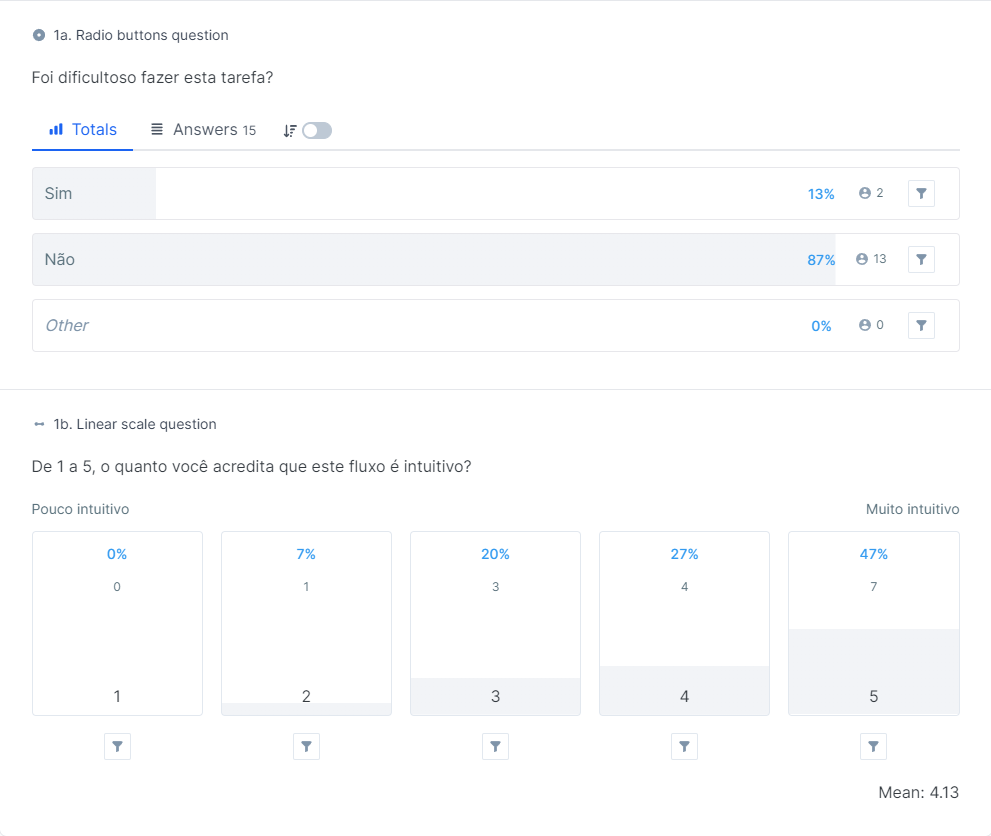 1a. Radio buttons question
Foi dificultoso fazer esta tarefa?
Totals Answers 15
Sim 13% 2
Não 87% 13
Other 0% 0
1b. Linear scale question
De 1 a 5, o quanto você acredita que este fluxo é intuitivo?
Pouco intuitivo Muito intuitivo
0% 7% 20% 27% 47%
0 1 3 4 7
1 2 3 4 5
Mean: 4.13